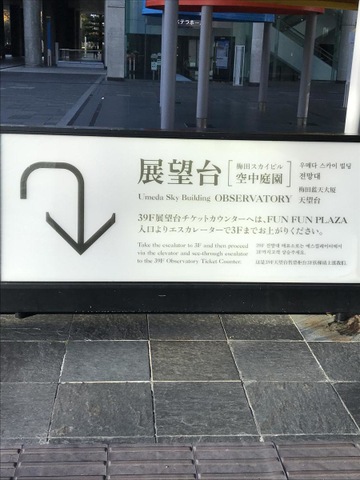 展望台
梅田スカイビル
空中庭園
우메다 스카이 빌딩
전망대
Umeda Sky Building OBSERVATORY
梅田蓝天大厦
天望台
39F展望台チケットカウンターへは、FUN FUN PLAZA
入口よりエスカレーターで3Fまでお上がりください。
Take the escalator to 3F and then proceed
via the elevator and see-through escalator
to the 39F Observatory Ticket Counter.